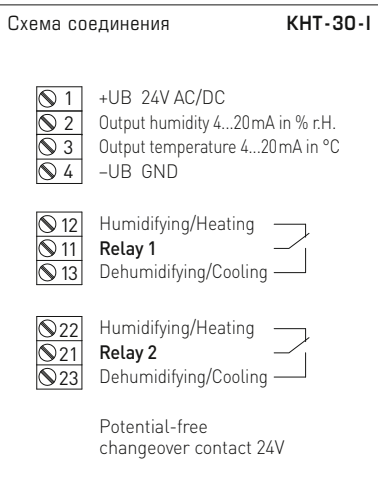 Схема соединения KHT-30-I
1 +UB 24V AC/DC
2 Output humidity 4...20mA in % r.H.
3 Output temperature 4...20mA in °C
4 –UB GND
12 Humidifying/Heating
11 Relay 1
13 Dehumidifying/Cooling
22 Humidifying/Heating
21 Relay 2
23 Dehumidifying/Cooling
Potential-free
changeover contact 24V